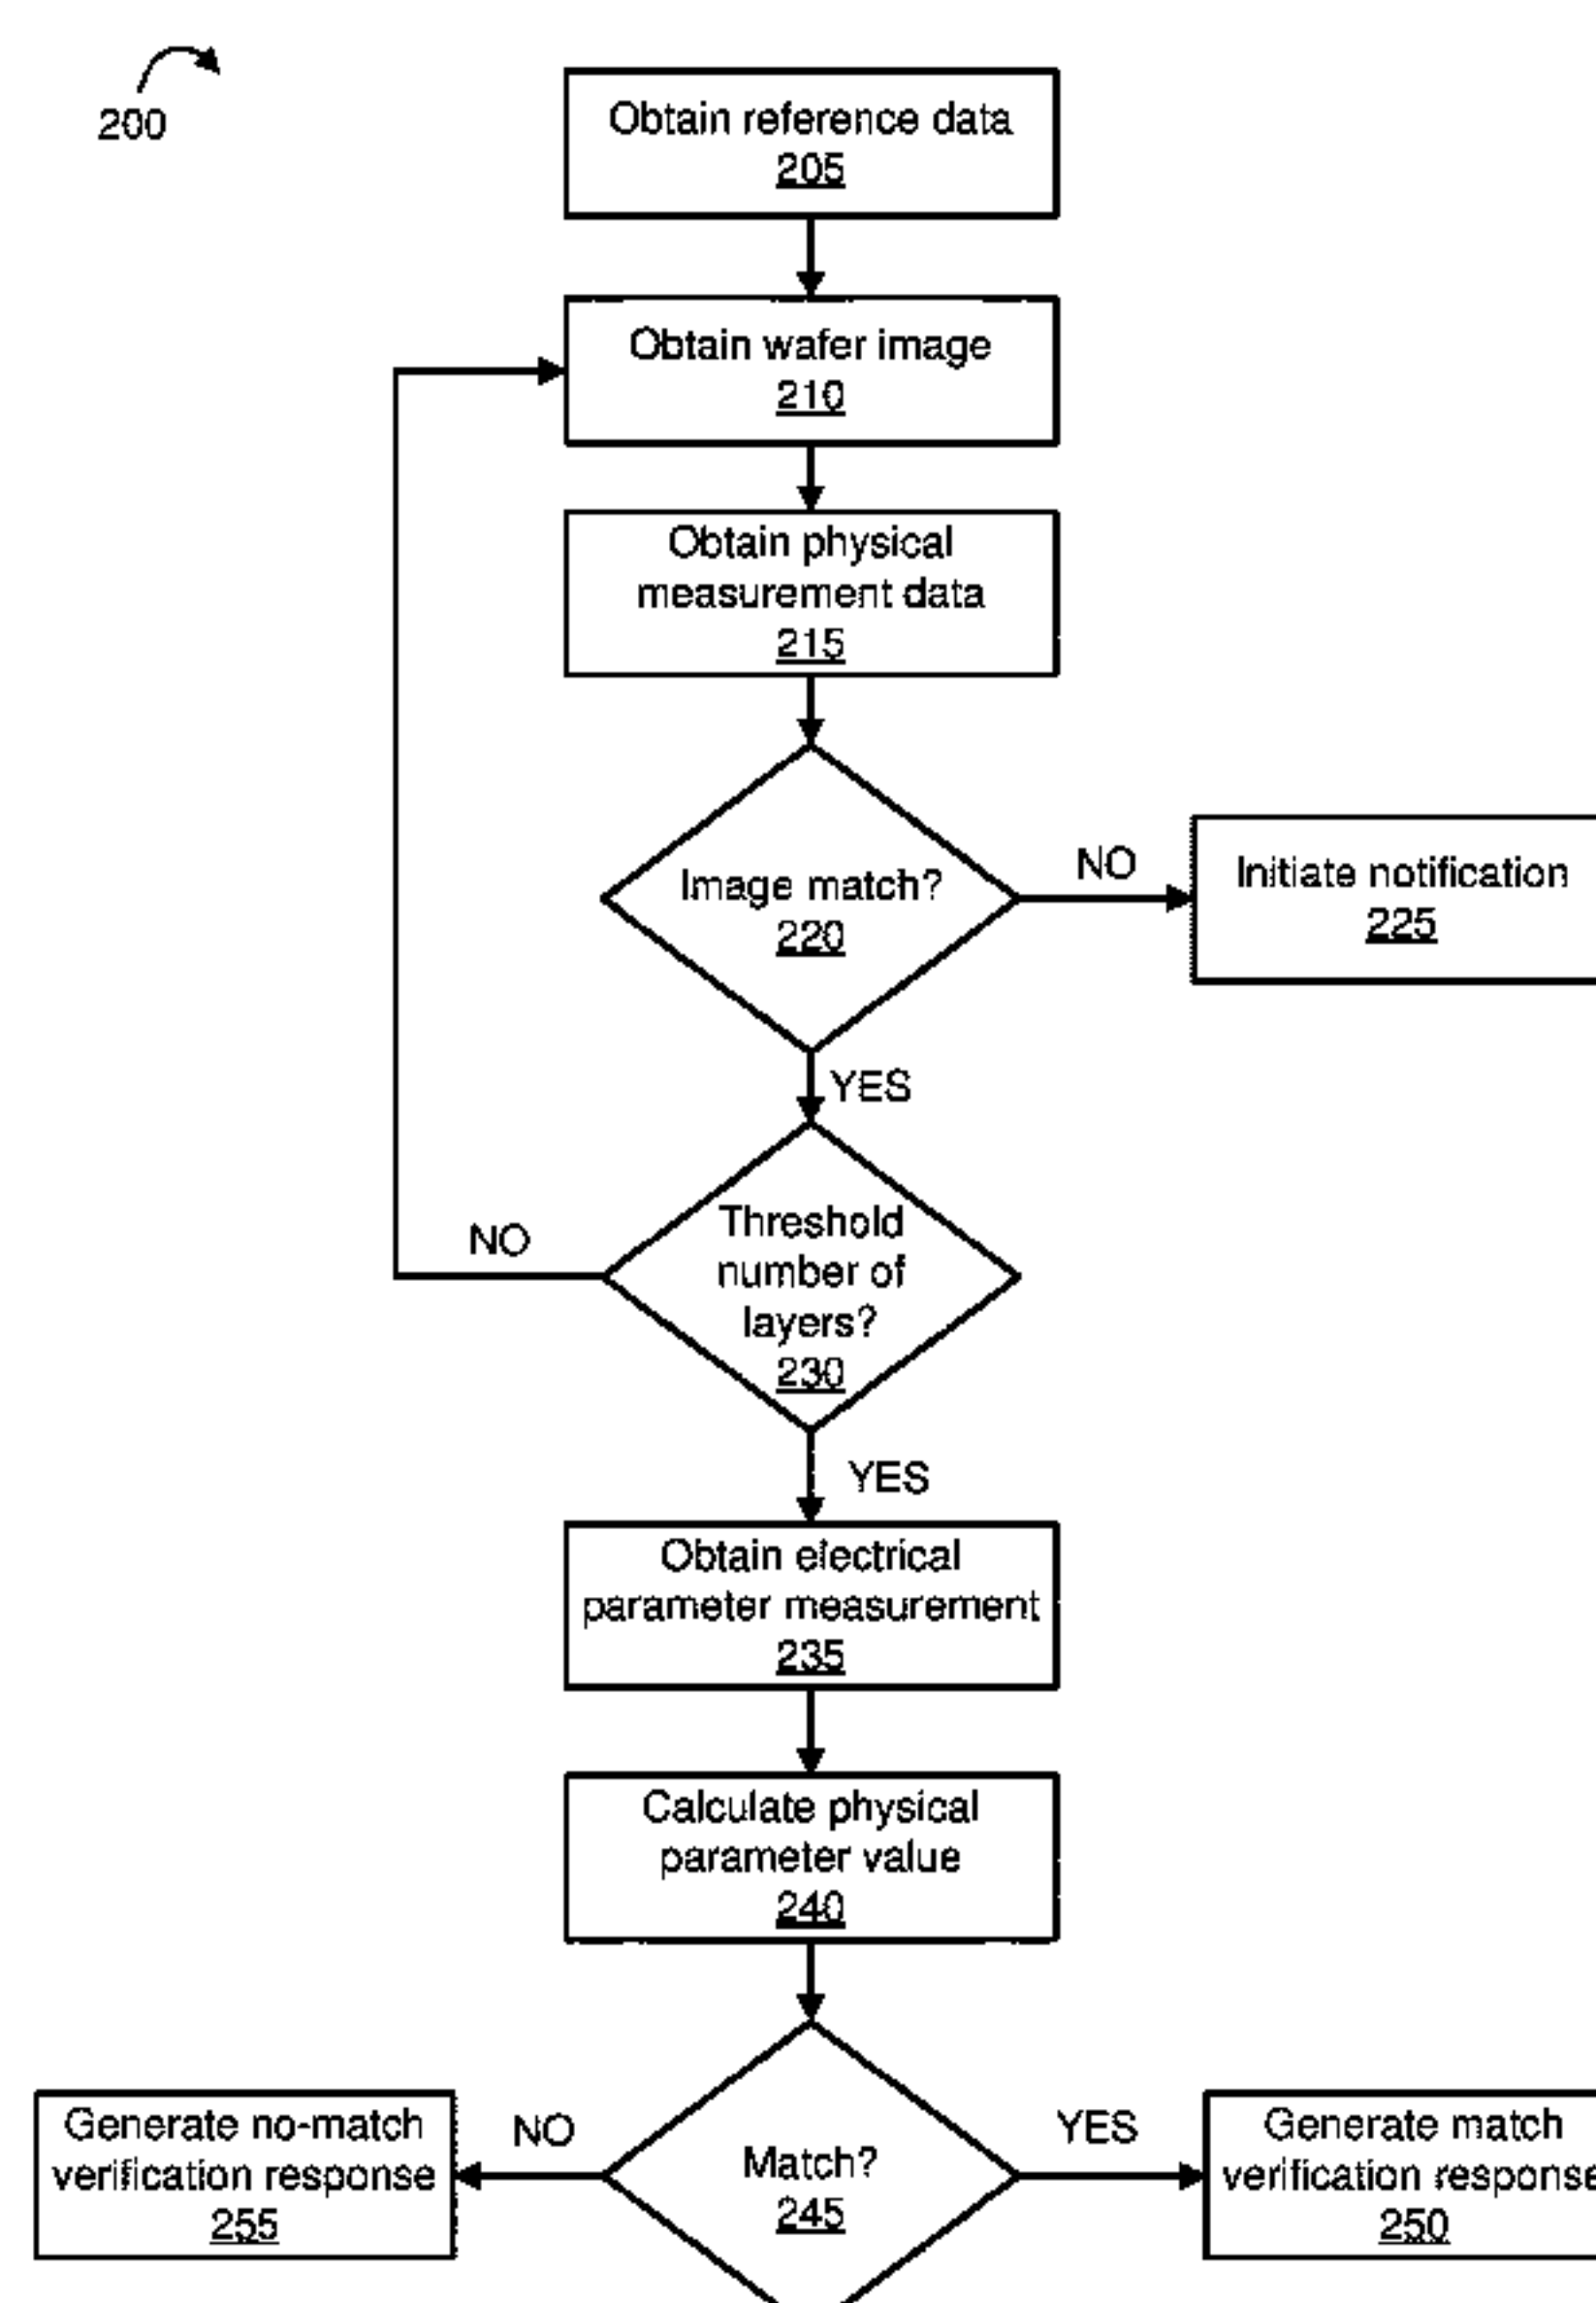 200
Obtain reference data
205
Obtain wafer image
210
Obtain physical
measurement data
215
Image match?
220
NO
Initiate notification
225
YES
Threshold
number of
layers?
230
NO
YES
Obtain electrical
parameter measurement
235
Calculate physical
parameter value
240
Match?
245
NO
Generate no-match
verification response
255
YES
Generate match
verification response
250